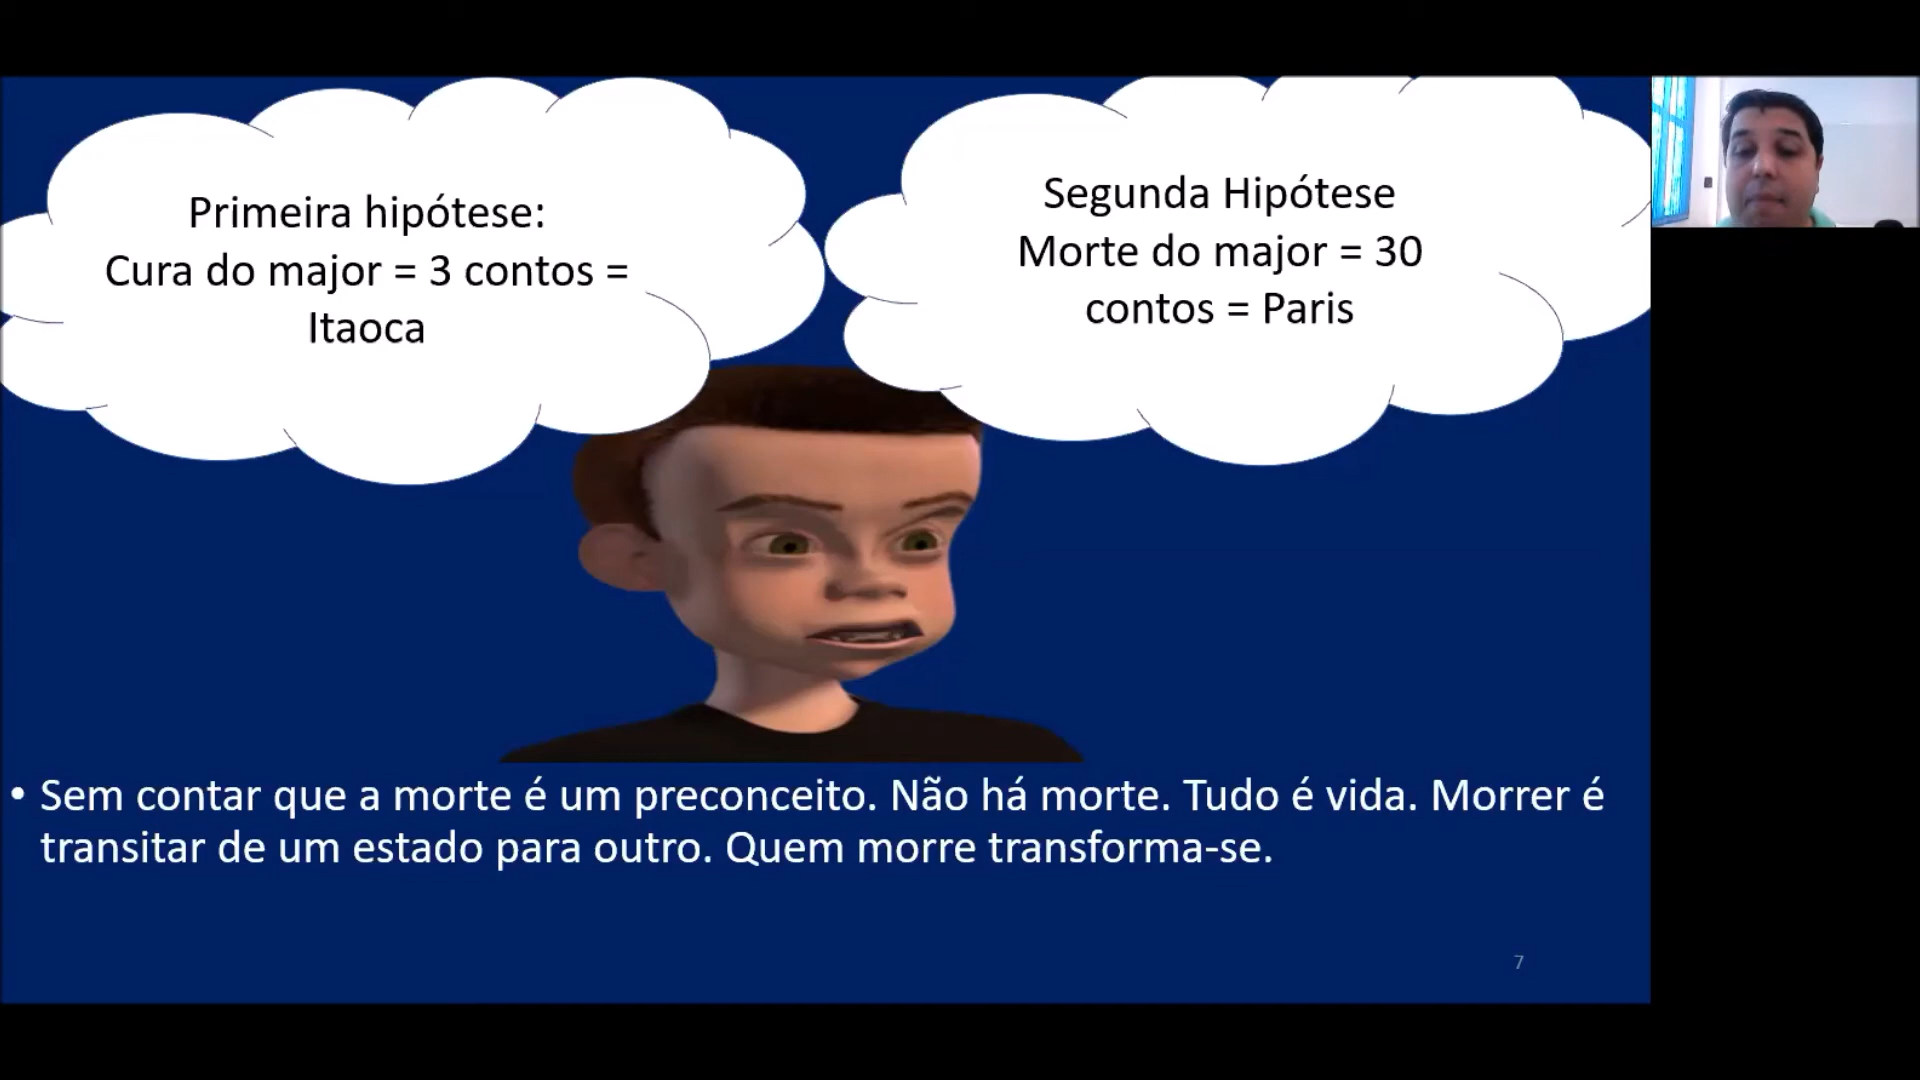 Primeira hipótese:
Cura do major = 3 contos =
Itaoca
Segunda Hipótese
Morte do major = 30
contos = Paris
• Sem contar que a morte é um preconceito. Não há morte. Tudo é vida. Morrer é
transitar de um estado para outro. Quem morre transforma-se.
7